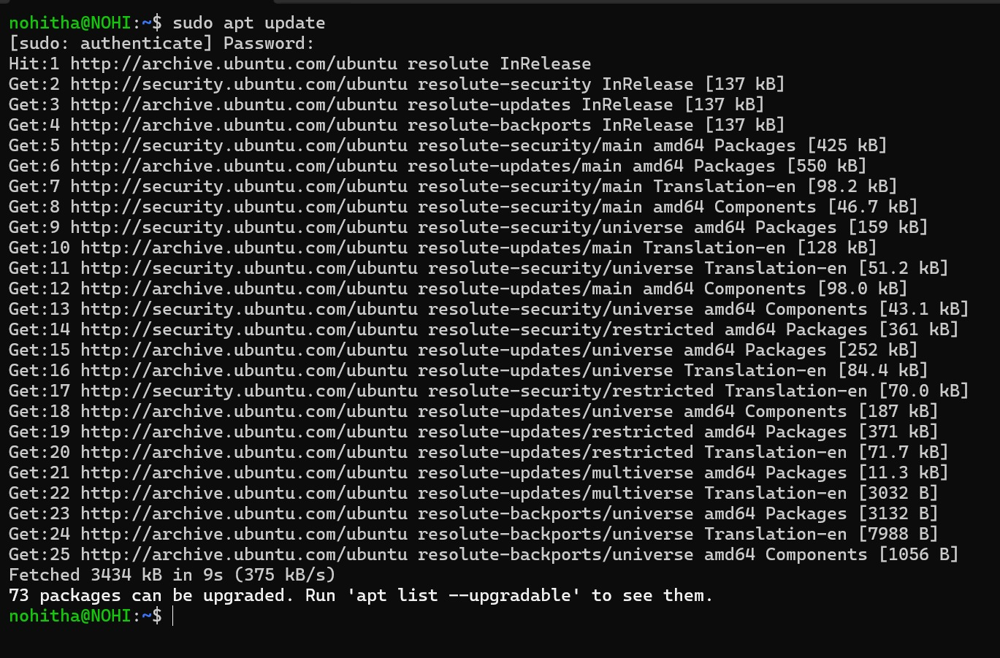 nohitha@NOHI:~$ sudo apt update
[sudo: authenticate] Password:
Hit:1 http://archive.ubuntu.com/ubuntu resolute InRelease
Get:2 http://security.ubuntu.com/ubuntu resolute-security InRelease [137 kB]
Get:3 http://archive.ubuntu.com/ubuntu resolute-updates InRelease [137 kB]
Get:4 http://archive.ubuntu.com/ubuntu resolute-backports InRelease [137 kB]
Get:5 http://security.ubuntu.com/ubuntu resolute-security/main amd64 Packages [425 kB]
Get:6 http://archive.ubuntu.com/ubuntu resolute-updates/main amd64 Packages [550 kB]
Get:7 http://security.ubuntu.com/ubuntu resolute-security/main Translation-en [98.2 kB]
Get:8 http://security.ubuntu.com/ubuntu resolute-security/main amd64 Components [46.7 kB]
Get:9 http://security.ubuntu.com/ubuntu resolute-security/universe amd64 Packages [159 kB]
Get:10 http://archive.ubuntu.com/ubuntu resolute-updates/main Translation-en [128 kB]
Get:11 http://security.ubuntu.com/ubuntu resolute-security/universe Translation-en [51.2 kB]
Get:12 http://archive.ubuntu.com/ubuntu resolute-updates/main amd64 Components [98.0 kB]
Get:13 http://security.ubuntu.com/ubuntu resolute-security/universe amd64 Components [43.1 kB]
Get:14 http://security.ubuntu.com/ubuntu resolute-security/restricted amd64 Packages [361 kB]
Get:15 http://archive.ubuntu.com/ubuntu resolute-updates/universe amd64 Packages [252 kB]
Get:16 http://archive.ubuntu.com/ubuntu resolute-updates/universe Translation-en [84.4 kB]
Get:17 http://security.ubuntu.com/ubuntu resolute-security/restricted Translation-en [70.0 kB]
Get:18 http://archive.ubuntu.com/ubuntu resolute-updates/universe amd64 Components [187 kB]
Get:19 http://archive.ubuntu.com/ubuntu resolute-updates/restricted amd64 Packages [371 kB]
Get:20 http://archive.ubuntu.com/ubuntu resolute-updates/restricted Translation-en [71.7 kB]
Get:21 http://archive.ubuntu.com/ubuntu resolute-updates/multiverse amd64 Packages [11.3 kB]
Get:22 http://archive.ubuntu.com/ubuntu resolute-updates/multiverse Translation-en [3032 B]
Get:23 http://archive.ubuntu.com/ubuntu resolute-backports/universe amd64 Packages [3132 B]
Get:24 http://archive.ubuntu.com/ubuntu resolute-backports/universe Translation-en [7988 B]
Get:25 http://archive.ubuntu.com/ubuntu resolute-backports/universe amd64 Components [1056 B]
Fetched 3434 kB in 9s (375 kB/s)
73 packages can be upgraded. Run 'apt list --upgradable' to see them.
nohitha@NOHI:~$